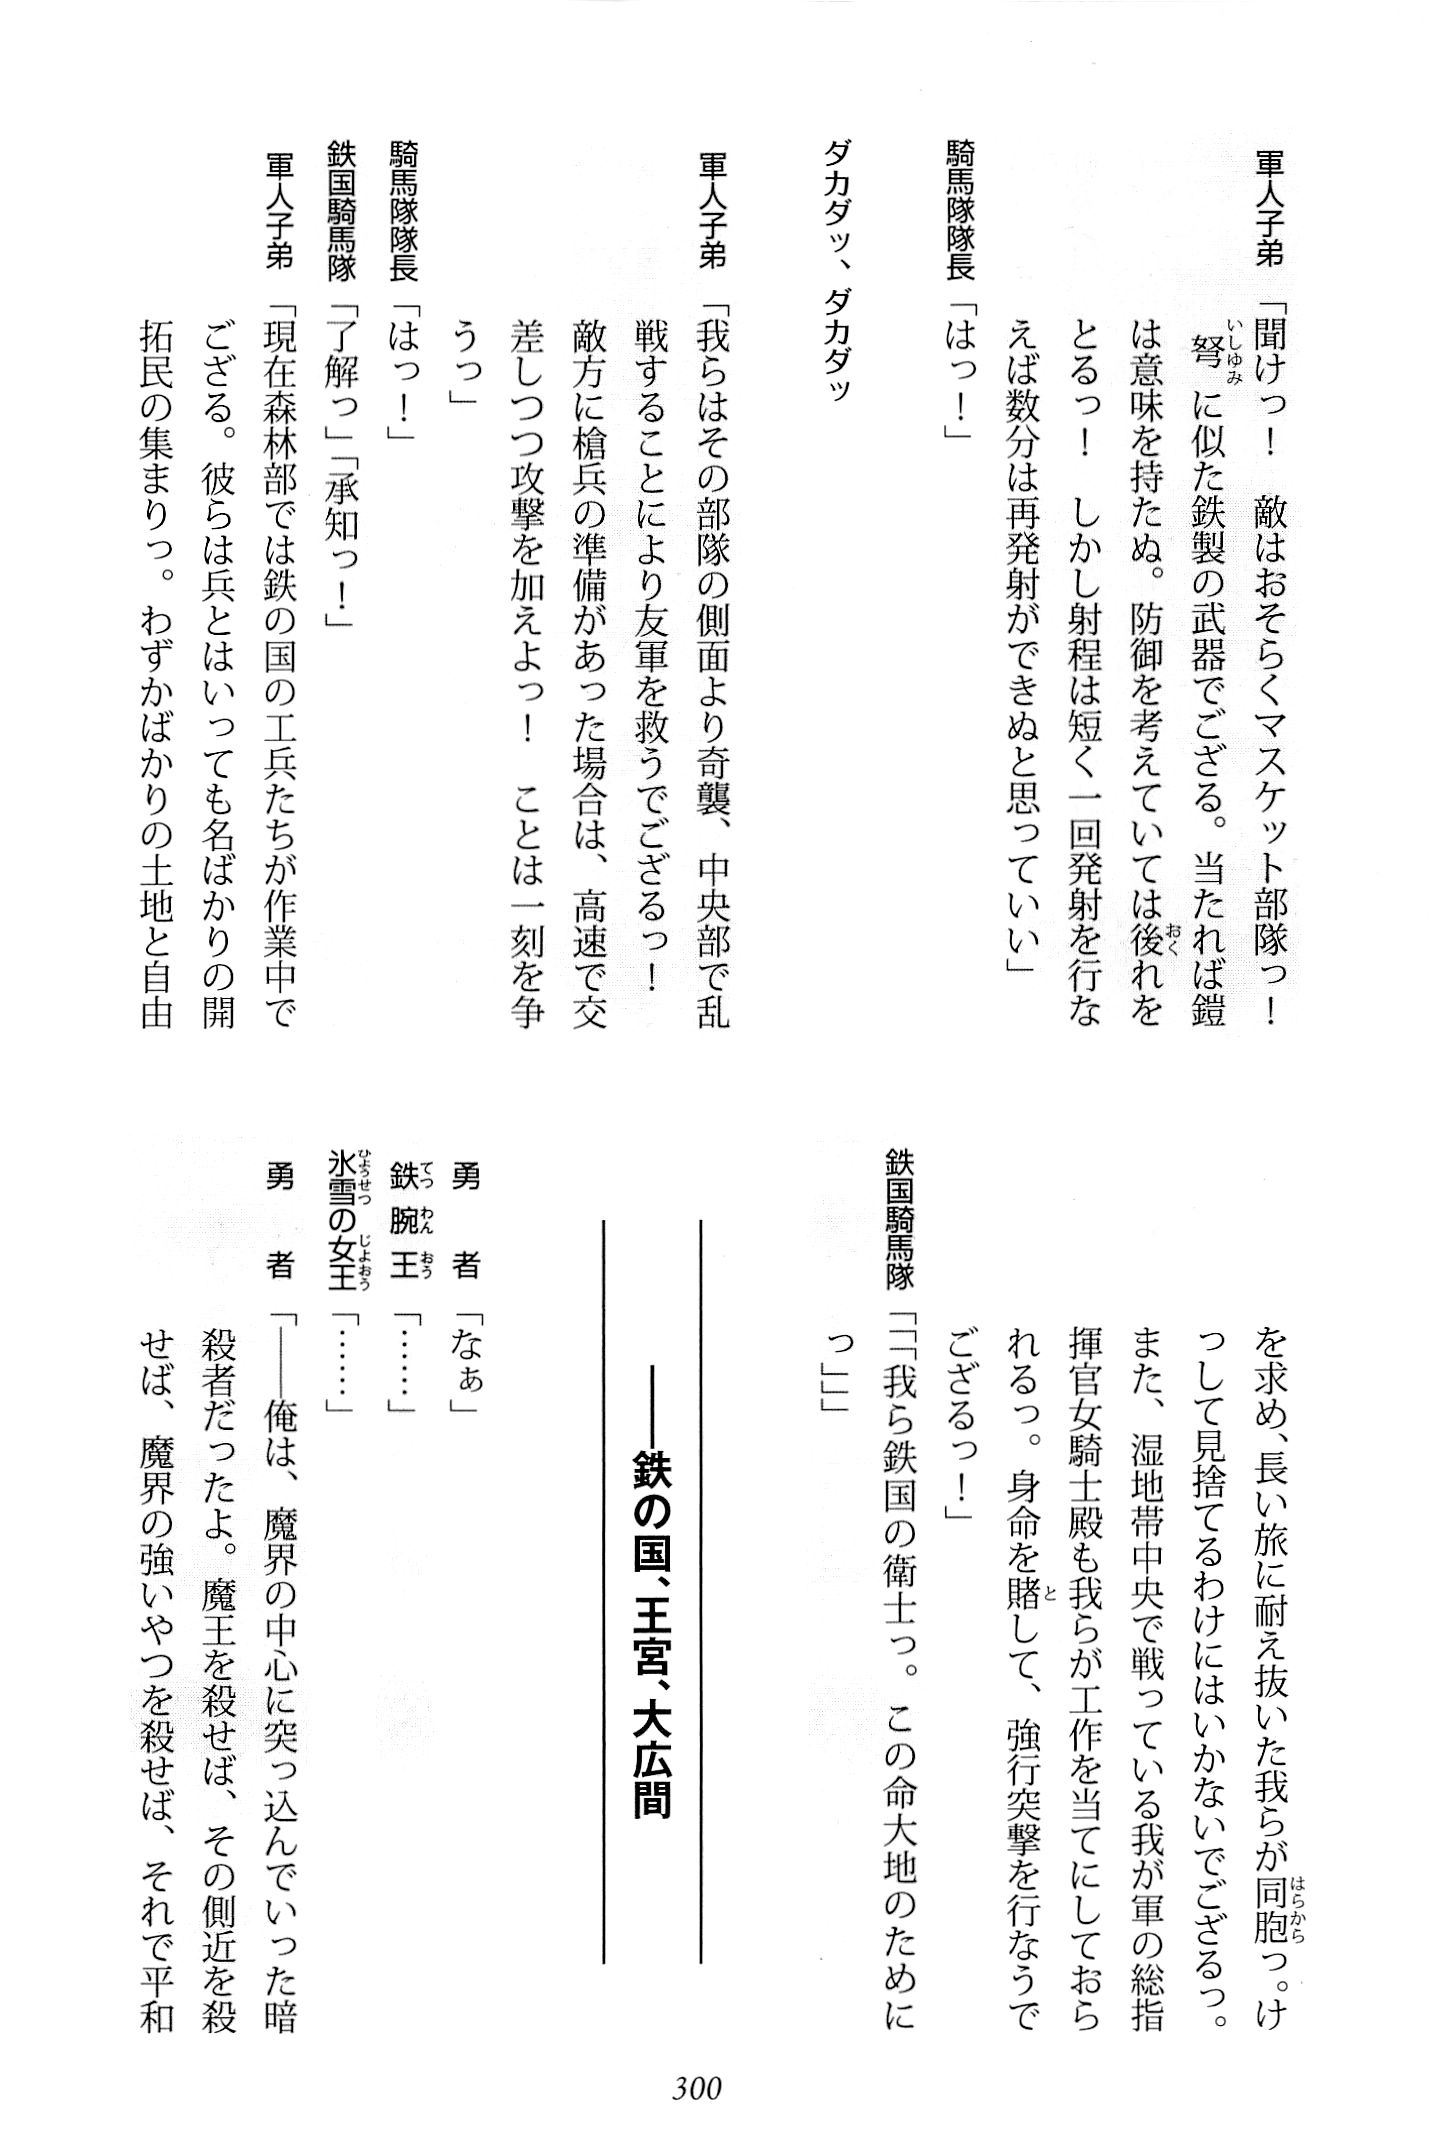 軍人子弟「聞けっ！　敵はおそらくマスケット部隊っ！
弩に似た鉄製の武器でござる。当たれば鎧
は意味を持たぬ。防御を考えていては後れを
とるっ！　しかし射程は短く一回発射を行な
えば数分は再発射ができぬと思っていい」
騎馬隊隊長「はっ！」
ダカダッ、ダカダッ
軍人子弟「我らはその部隊の側面より奇襲、中央部で乱
戦することにより友軍を救うでござるっ！
敵方に槍兵の準備があった場合は、高速で交
差しつつ攻撃を加えよっ！　ことは一刻を争
うっ」
騎馬隊隊長「はっ！」
鉄国騎馬隊「了解っ」「承知っ！」
軍人子弟「現在森林部では鉄の国の工兵たちが作業中で
ござる。彼らは兵とはいっても名ばかりの開
拓民の集まりっ。わずかばかりの土地と自由
を求め、長い旅に耐え抜いた我らが同胞っ。け
っして見捨てるわけにはいかないでござるっ。
また、湿地帯中央で戦っている我が軍の総指
揮官女騎士殿も我らが工作を当てにしておら
れるっ。身命を賭して、強行突撃を行なうで
ござるっ！」
鉄国騎馬隊「「「我ら鉄国の衛士っ。この命大地のために
っ」」」
――鉄の国、王宮、大広間
勇者「なぁ」
鉄腕王「……」
氷雪の女王「……」
勇者「――俺は、魔界の中心に突っ込んでいった暗
殺者だったよ。魔王を殺せば、その側近を殺
せば、魔界の強いやつを殺せば、それで平和
300